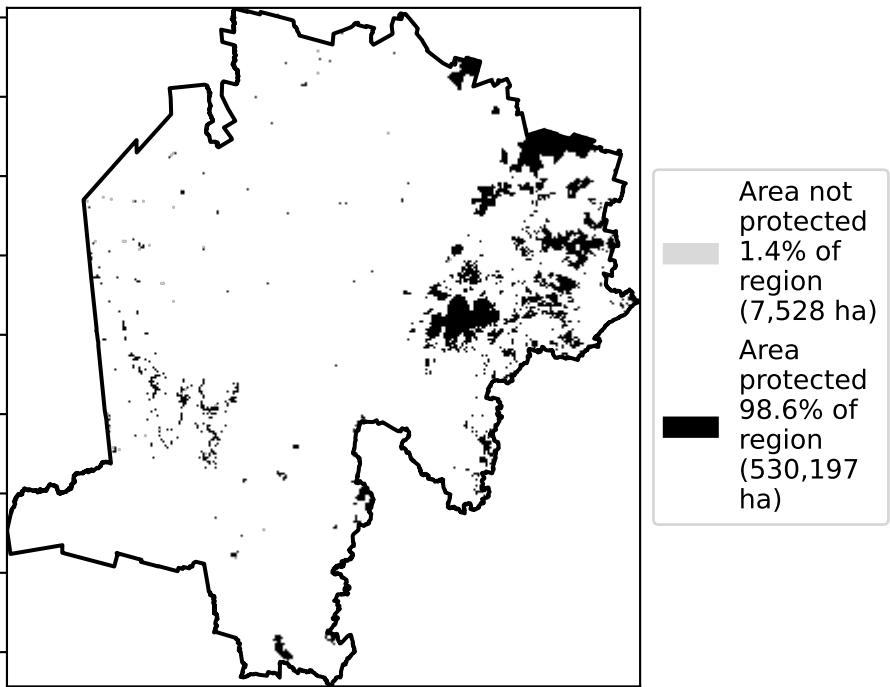 Area not
protected
1.4% of
region
(7,528 ha)
Area
protected
98.6% of
region
(530,197
ha)